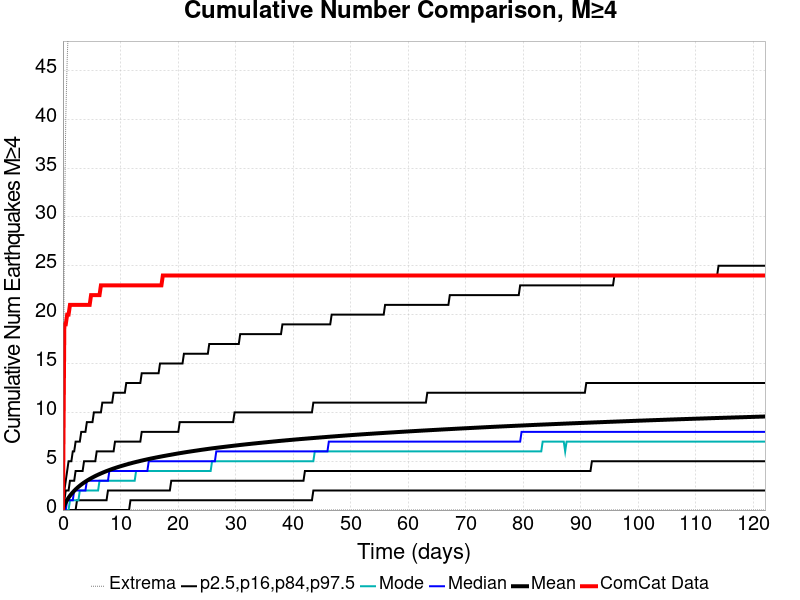 Cumulative Number Comparison, M≥4
Cumulative Num Earthquakes M≥4
45
40
35
30
25
20
15
10
5
0
0 10 20 30 40 50 60 70 80 90 100 110 120
Time (days)
Extrema p2.5,p16,p84,p97.5 Mode Median Mean ComCat Data